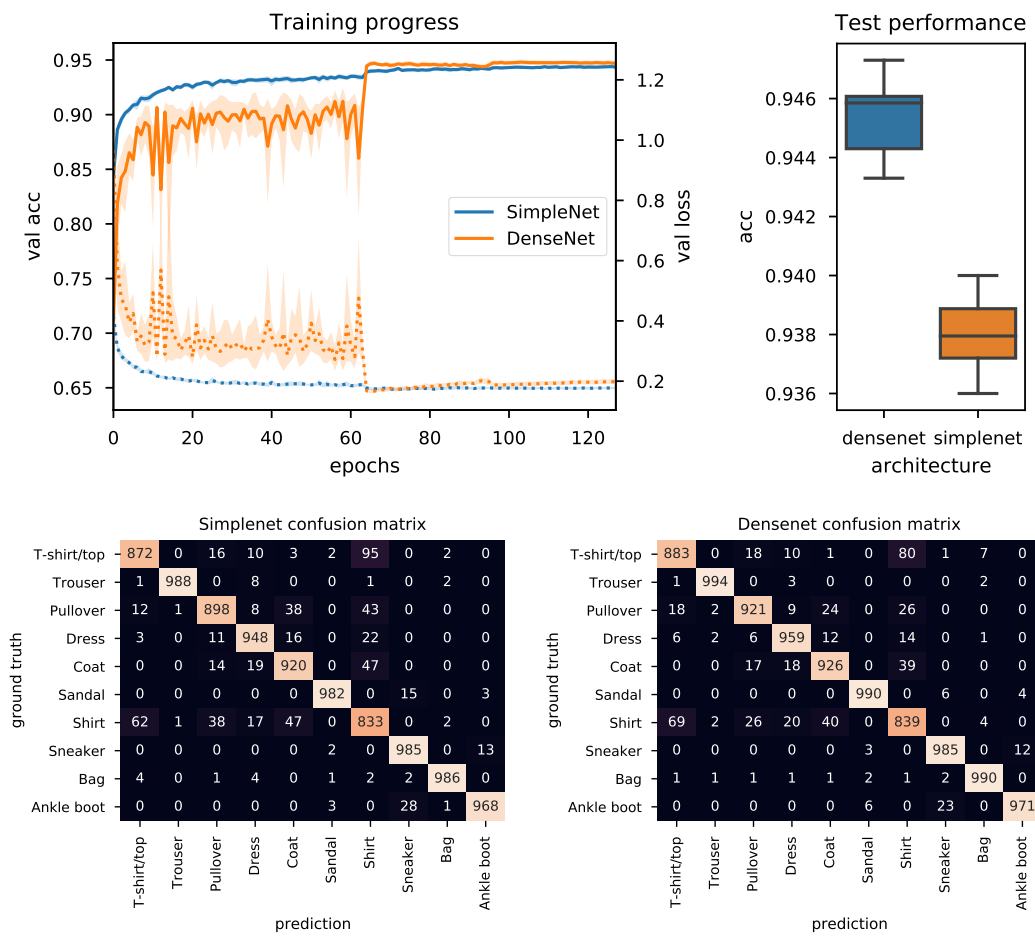 Training progress
0.95
0.90
0.85
0.80
0.75
0.70
0.65
val acc
1.2
1.0
0.8
0.6
0.4
0.2
val loss
SimpleNet
DenseNet
0 20 40 60 80 100 120
epochs
Test performance
0.946
0.944
0.942
0.940
0.938
0.936
acc
densenet simplenet
architecture
Simplenet confusion matrix
ground truth
T-shirt/top 872 0 16 10 3 2 95 0 2 0
Trouser 1 988 0 8 0 0 1 0 2 0
Pullover 12 1 898 8 38 0 43 0 0 0
Dress 3 0 11 948 16 0 22 0 0 0
Coat 0 0 14 19 920 0 47 0 0 0
Sandal 0 0 0 0 0 982 0 15 0 3
Shirt 62 1 38 17 47 0 833 0 2 0
Sneaker 0 0 0 0 0 2 0 985 0 13
Bag 4 0 1 4 0 1 2 2 986 0
Ankle boot 0 0 0 0 0 3 0 28 1 968
T-shirt/top Trouser Pullover Dress Coat Sandal Shirt Sneaker Bag Ankle boot
prediction
Densenet confusion matrix
ground truth
T-shirt/top 883 0 18 10 1 0 80 1 7 0
Trouser 1 994 0 3 0 0 0 0 2 0
Pullover 18 2 921 9 24 0 26 0 0 0
Dress 6 2 6 959 12 0 14 0 1 0
Coat 0 0 17 18 926 0 39 0 0 0
Sandal 0 0 0 0 0 990 0 6 0 4
Shirt 69 2 26 20 40 0 839 0 4 0
Sneaker 0 0 0 0 0 3 0 985 0 12
Bag 1 1 1 1 1 2 1 2 990 0
Ankle boot 0 0 0 0 0 6 0 23 0 971
T-shirt/top Trouser Pullover Dress Coat Sandal Shirt Sneaker Bag Ankle boot
prediction